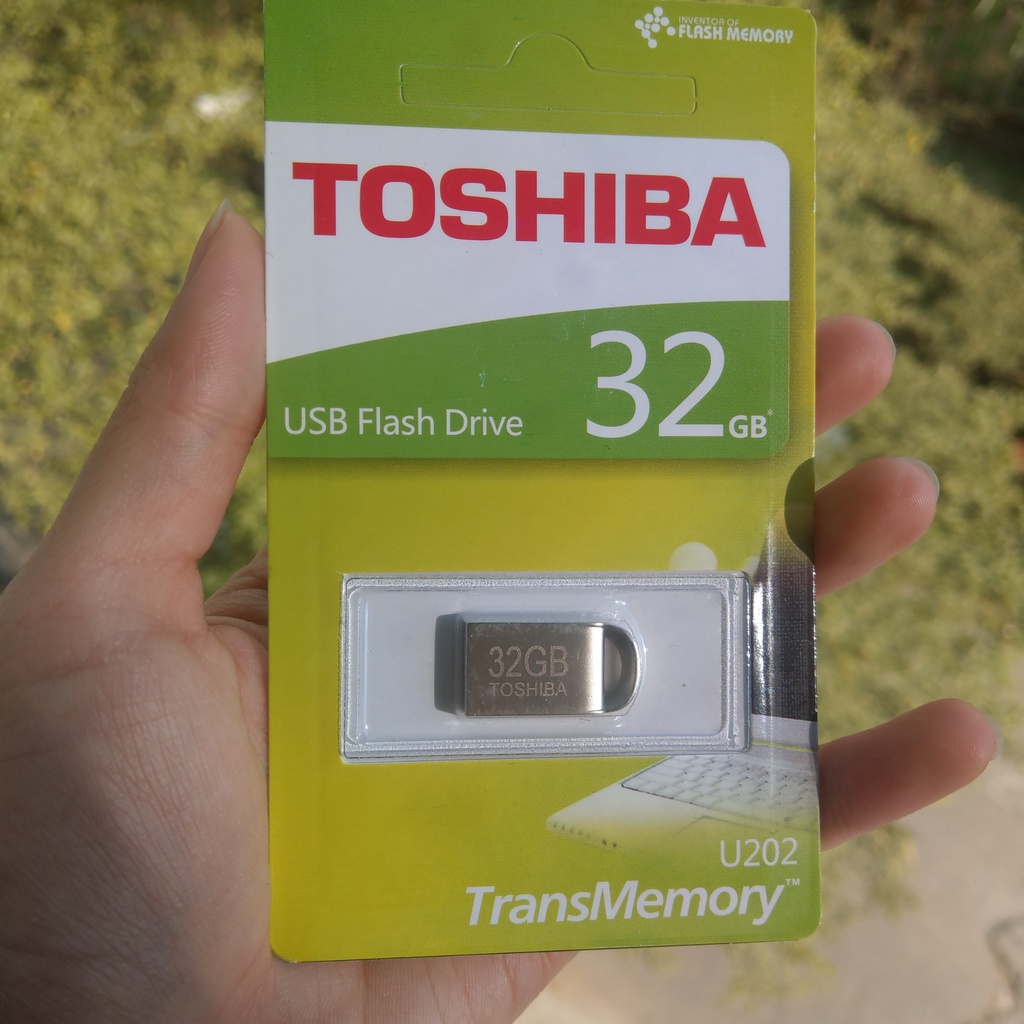 INVENTOR OF
FLASH MEMORY
TOSHIBA
USB Flash Drive
32GB*
32GB
TOSHIBA
U202
TransMemory™